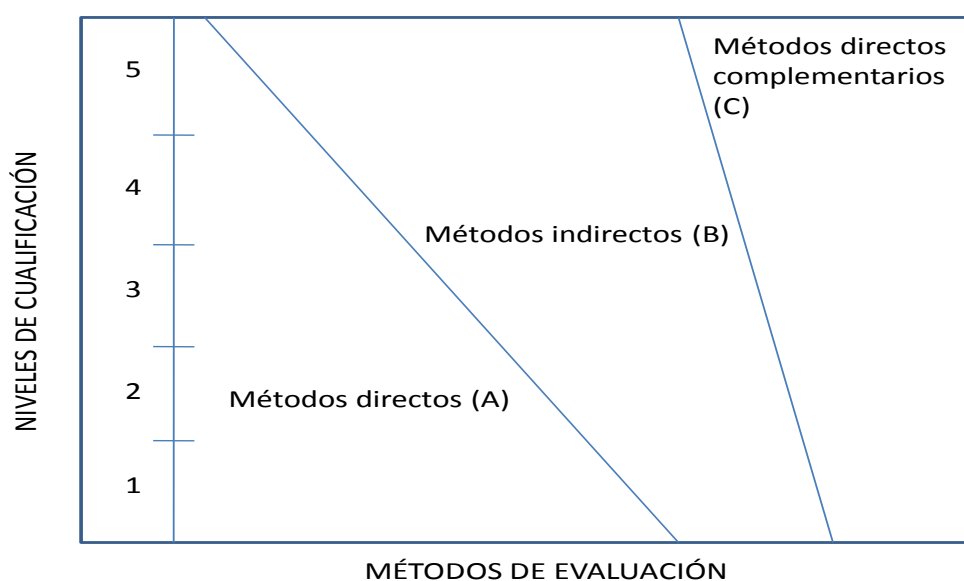 NIVELES DE CUALIFICACIÓN
5
4
3
2
1
Métodos directos
complementarios
(C)
Métodos indirectos (B)
Métodos directos (A)
MÉTODOS DE EVALUACIÓN